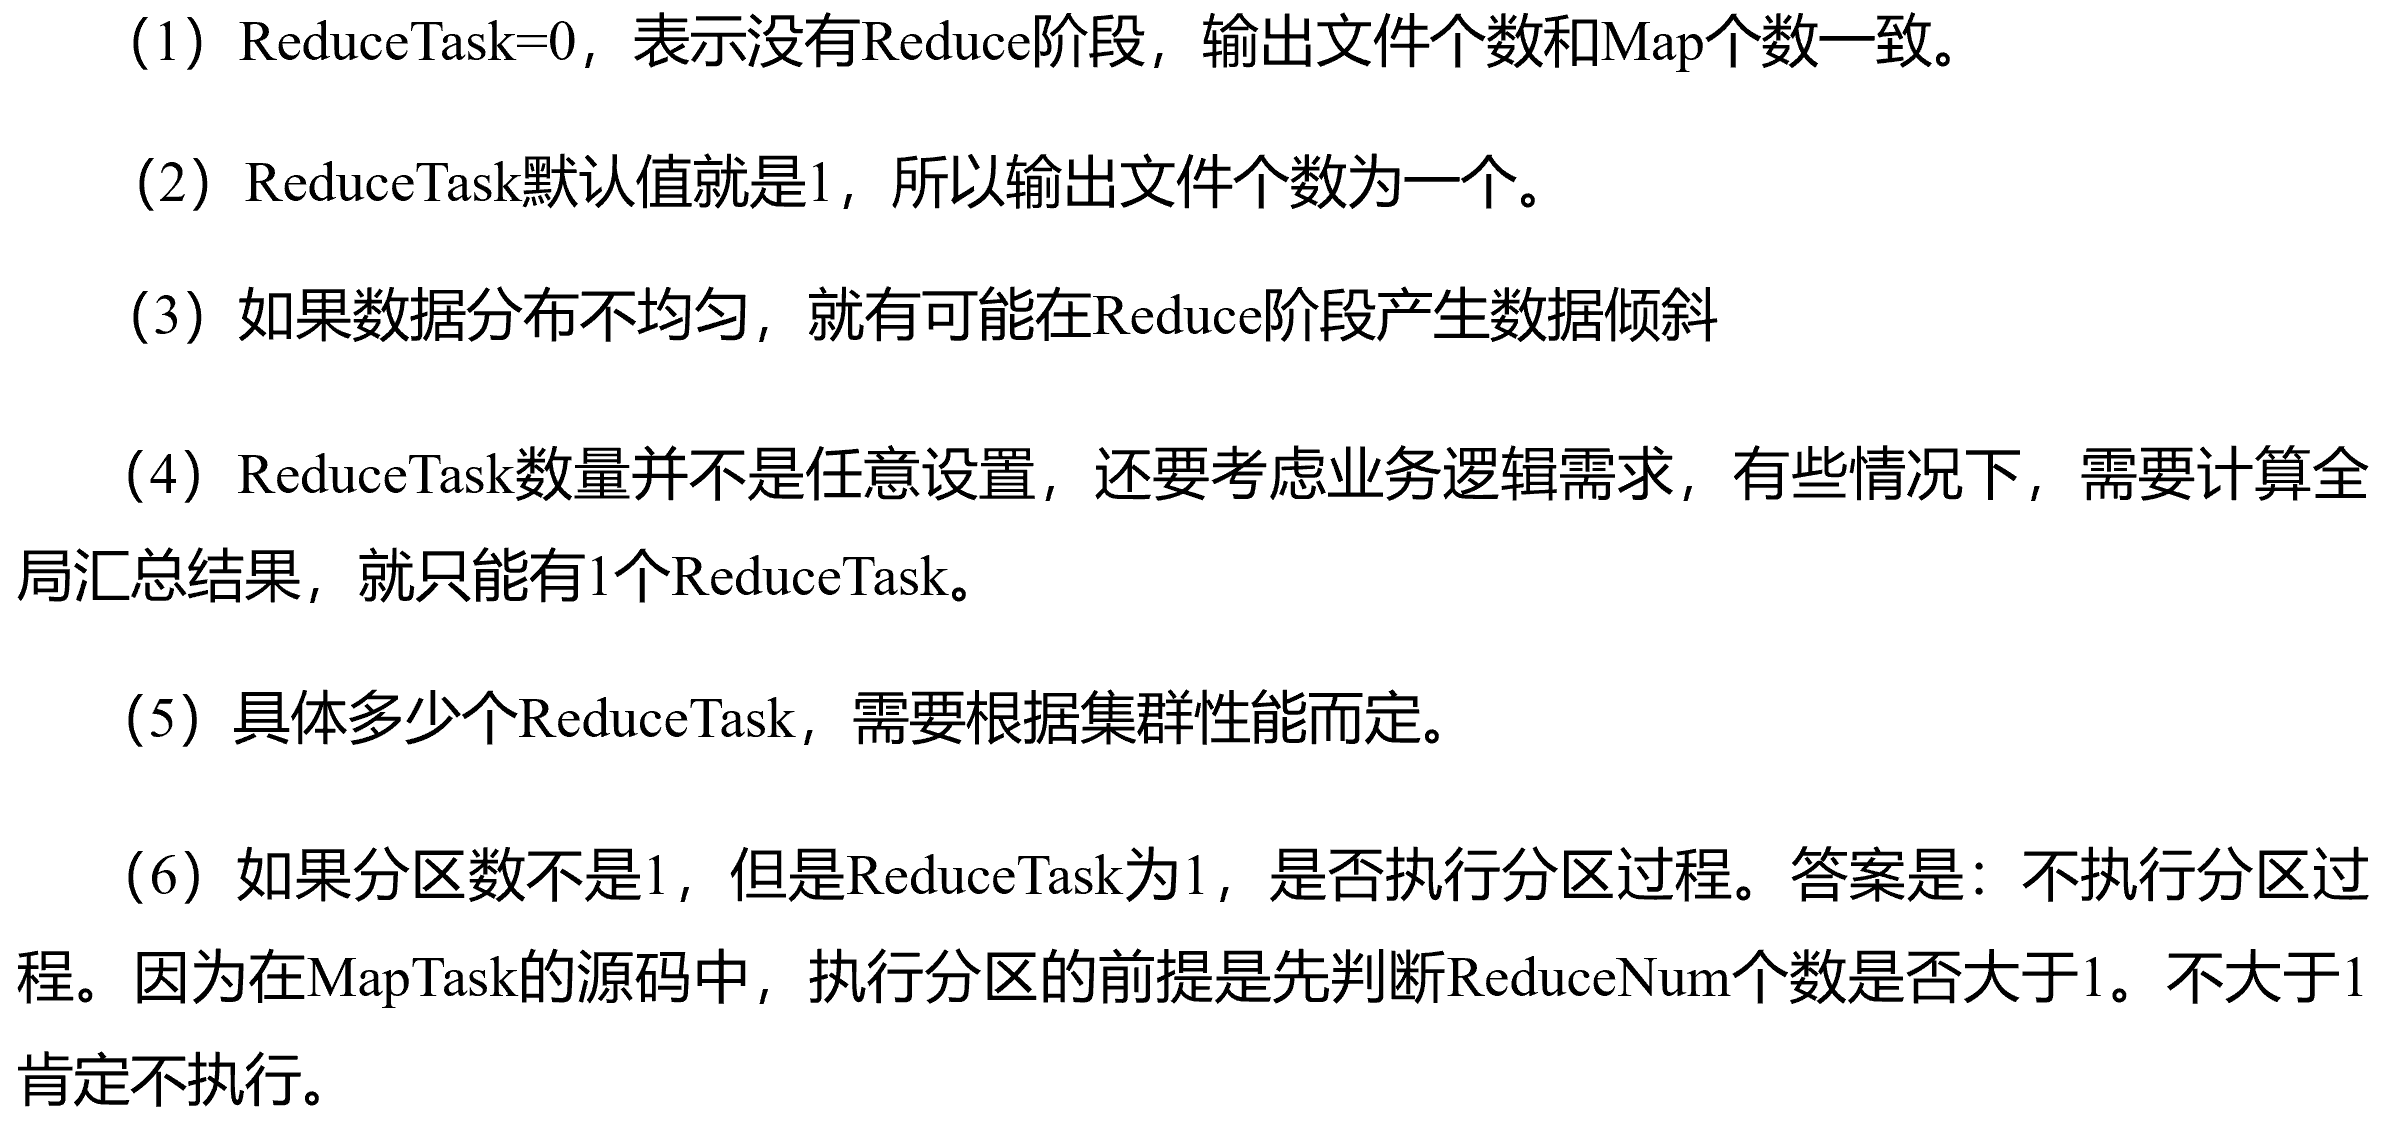 （1）ReduceTask=0，表示没有Reduce阶段，输出文件个数和Map个数一致。
（2）ReduceTask默认值就是1，所以输出文件个数为一个。
（3）如果数据分布不均匀，就有可能在Reduce阶段产生数据倾斜
（4）ReduceTask数量并不是任意设置，还要考虑业务逻辑需求，有些情况下，需要计算全
局汇总结果，就只能有1个ReduceTask。
（5）具体多少个ReduceTask，需要根据集群性能而定。
（6）如果分区数不是1，但是ReduceTask为1，是否执行分区过程。答案是：不执行分区过
程。因为在MapTask的源码中，执行分区的前提是先判断ReduceNum个数是否大于1。不大于1
肯定不执行。